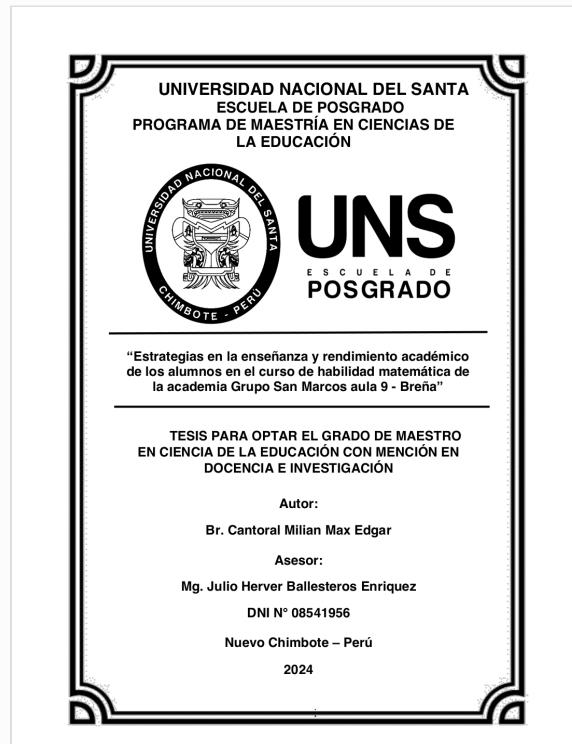 UNIVERSIDAD NACIONAL DEL SANTA
ESCUELA DE POSGRADO
PROGRAMA DE MAESTRÍA EN CIENCIAS DE
LA EDUCACIÓN
UNIVERSIDAD NACIONAL DEL SANTA
CHIMBOTE - PERÚ
UNS
ESCUELA DE
POSGRADO
“Estrategias en la enseñanza y rendimiento académico
de los alumnos en el curso de habilidad matemática de
la academia Grupo San Marcos aula 9 - Breña”
TESIS PARA OPTAR EL GRADO DE MAESTRO
EN CIENCIA DE LA EDUCACIÓN CON MENCIÓN EN
DOCENCIA E INVESTIGACIÓN
Autor:
Br. Cantoral Milian Max Edgar
Asesor:
Mg. Julio Herver Ballesteros Enriquez
DNI N° 08541956
Nuevo Chimbote – Perú
2024
: